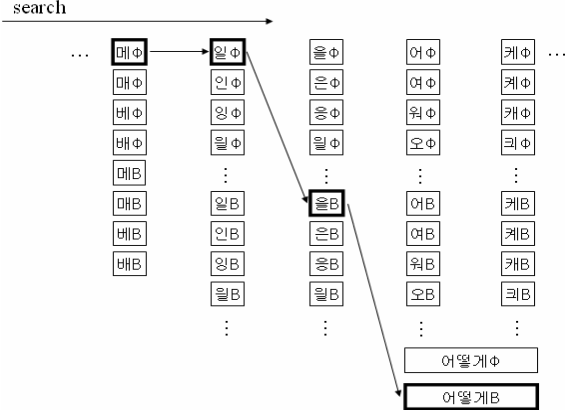 search
… 메Φ 일Φ 을Φ 어Φ 케Φ …
매Φ 인Φ 은Φ 여Φ 켸Φ
베Φ 잉Φ 응Φ 워Φ 캐Φ
배Φ 윌Φ 윌Φ 오Φ 킈Φ
메B ⋮ ⋮ ⋮ ⋮
매B 일B 을B 어B 케B
베B 인B 은B 여B 켸B
배B 잉B 응B 워B 캐B
윌B 윌B 오B 킈B
⋮ ⋮ ⋮ ⋮
어떻게Φ
어떻게B